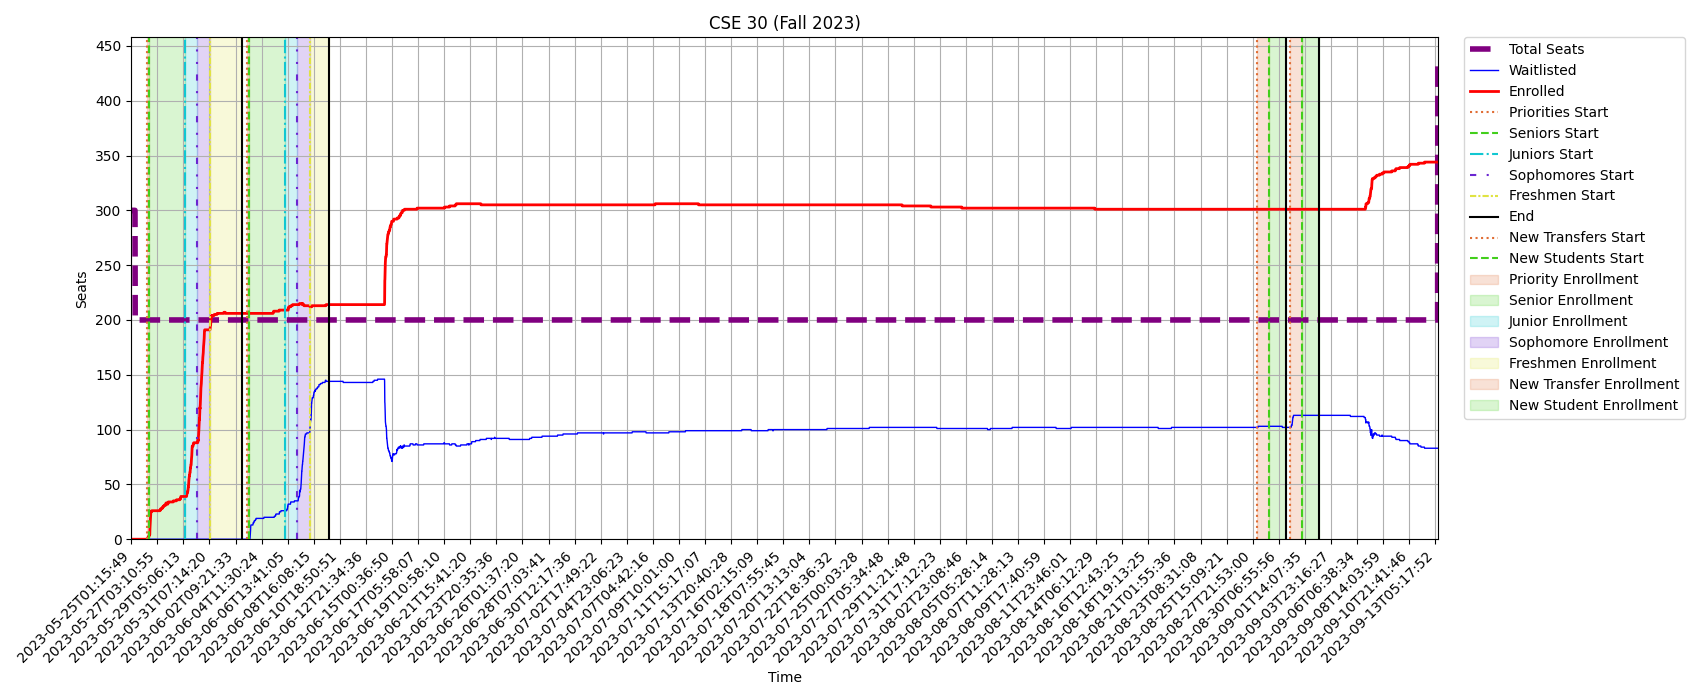 CSE 30 (Fall 2023)
Seats
450
400
350
300
250
200
150
100
50
0
2023-05-25T01:15:49
2023-05-27T03:10:55
2023-05-29T05:06:13
2023-05-31T07:14:20
2023-06-02T09:21:33
2023-06-04T11:30:24
2023-06-06T13:41:05
2023-06-08T16:08:15
2023-06-10T18:50:51
2023-06-12T21:34:36
2023-06-15T00:36:50
2023-06-17T05:58:07
2023-06-19T10:58:10
2023-06-21T15:41:20
2023-06-23T20:35:36
2023-06-26T01:37:20
2023-06-28T07:03:41
2023-06-30T12:17:36
2023-07-02T17:49:22
2023-07-04T23:06:23
2023-07-07T04:42:16
2023-07-09T10:01:00
2023-07-11T15:17:07
2023-07-13T20:40:28
2023-07-16T02:15:09
2023-07-18T07:55:45
2023-07-20T13:13:04
2023-07-22T18:36:32
2023-07-25T00:03:28
2023-07-27T05:34:48
2023-07-29T11:21:48
2023-07-31T17:12:23
2023-08-02T23:08:46
2023-08-05T05:28:14
2023-08-07T11:28:13
2023-08-09T17:40:59
2023-08-11T23:46:01
2023-08-14T06:12:29
2023-08-16T12:43:25
2023-08-18T19:13:25
2023-08-21T01:55:36
2023-08-23T08:31:08
2023-08-25T15:09:21
2023-08-27T21:53:00
2023-08-30T06:55:56
2023-09-01T14:07:35
2023-09-03T23:16:27
2023-09-06T06:38:34
2023-09-08T14:03:59
2023-09-10T21:41:46
2023-09-13T05:17:52
Time
Total Seats
Waitlisted
Enrolled
Priorities Start
Seniors Start
Juniors Start
Sophomores Start
Freshmen Start
End
New Transfers Start
New Students Start
Priority Enrollment
Senior Enrollment
Junior Enrollment
Sophomore Enrollment
Freshmen Enrollment
New Transfer Enrollment
New Student Enrollment